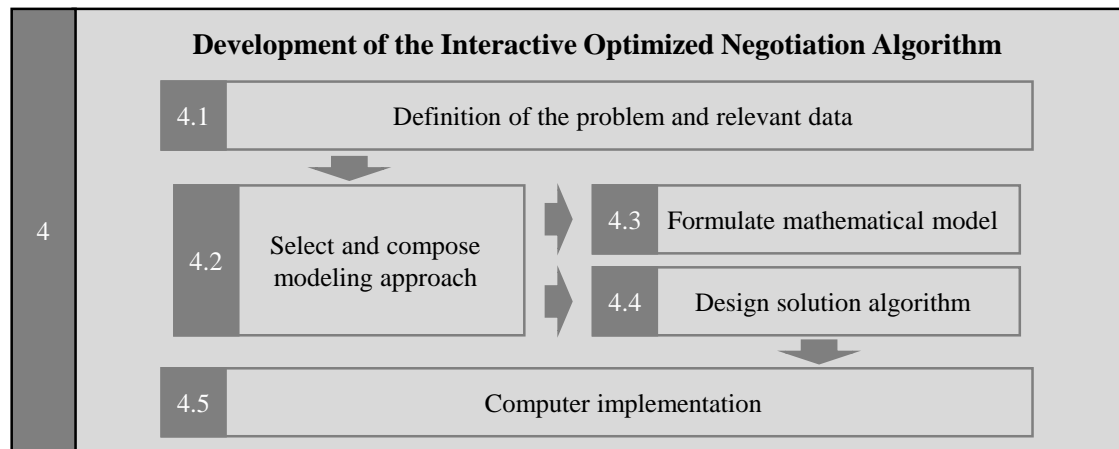 Development of the Interactive Optimized Negotiation Algorithm
4.1 Definition of the problem and relevant data
4
4.2 Select and compose
modeling approach
4.3 Formulate mathematical model
4.4 Design solution algorithm
4.5 Computer implementation